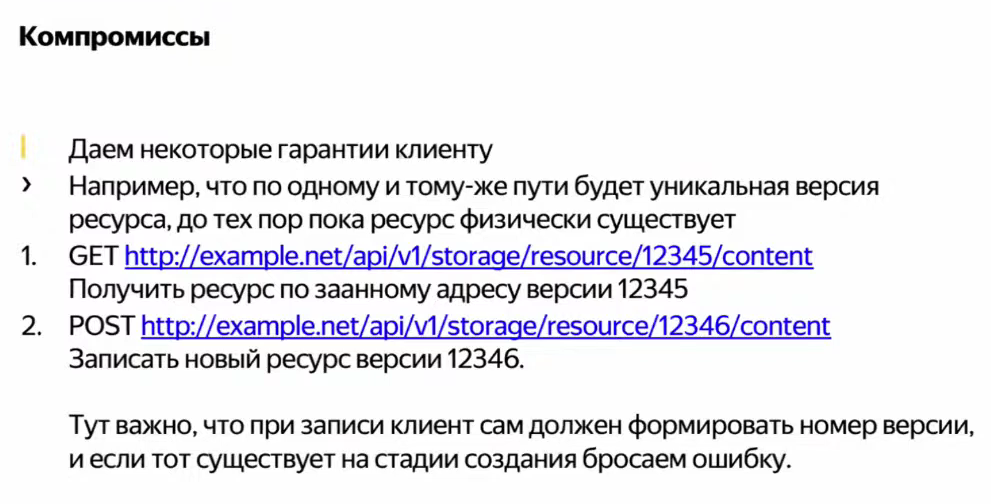 Компромиссы
Даем некоторые гарантии клиенту
› Например, что по одному и тому-же пути будет уникальная версия
ресурса, до тех пор пока ресурс физически существует
1. GET http://example.net/api/v1/storage/resource/12345/content
Получить ресурс по заанному адресу версии 12345
2. POST http://example.net/api/v1/storage/resource/12346/content
Записать новый ресурс версии 12346.
Тут важно, что при записи клиент сам должен формировать номер версии,
и если тот существует на стадии создания бросаем ошибку.